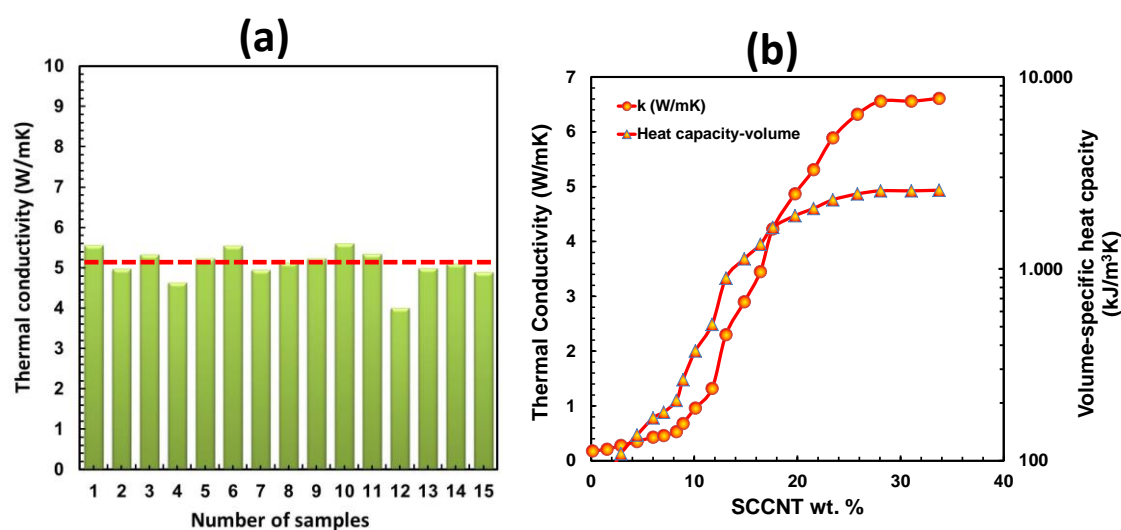 (a)
10
9
8
7
6
5
4
3
2
1
0
Thermal conductivity (W/mK)
1 2 3 4 5 6 7 8 9 10 11 12 13 14 15
Number of samples
(b)
7
6
5
4
3
2
1
0
Thermal Conductivity (W/mK)
k (W/mK)
Heat capacity-volume
10.000
1.000
100
Volume-specific heat cpacity
(kJ/m³K)
0 10 20 30 40
SCCNT wt. %